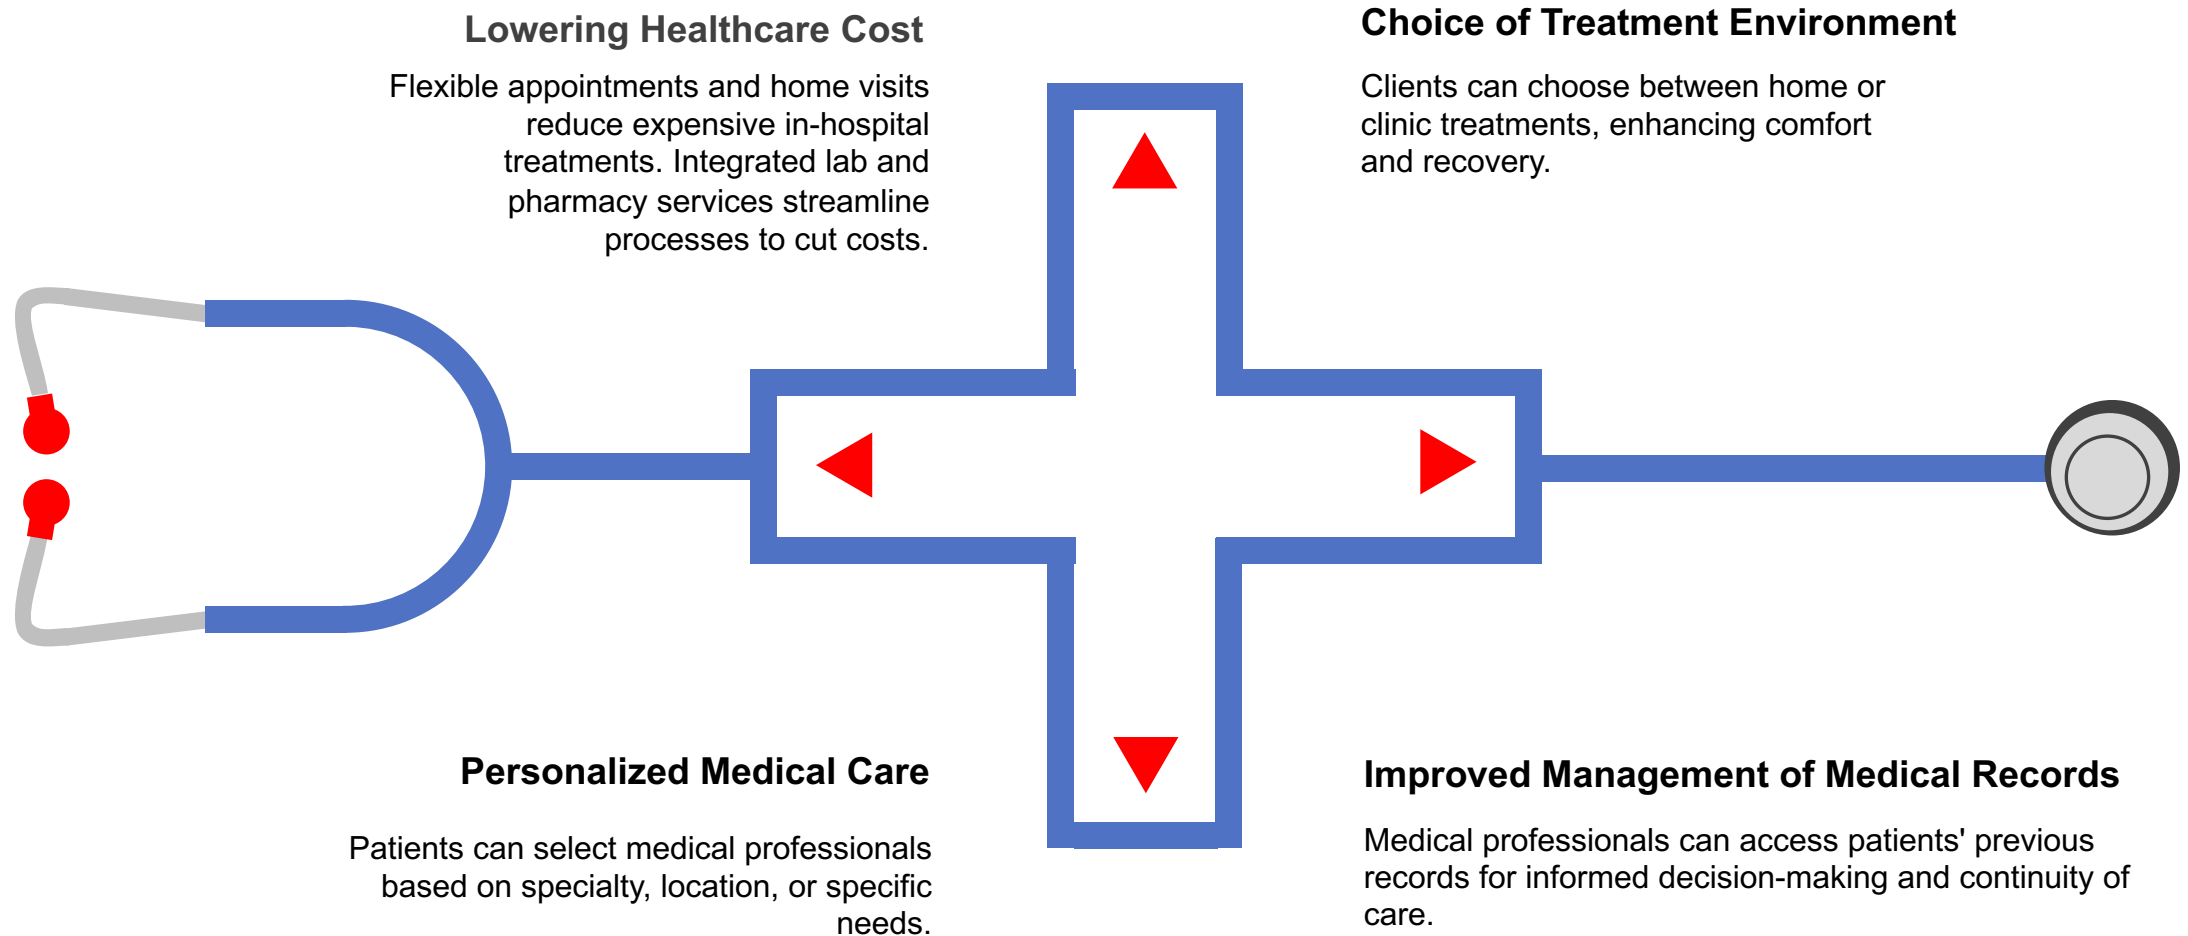 Lowering Healthcare Cost
Flexible appointments and home visits
reduce expensive in-hospital
treatments. Integrated lab and
pharmacy services streamline
processes to cut costs.
Choice of Treatment Environment
Clients can choose between home or
clinic treatments, enhancing comfort
and recovery.
Personalized Medical Care
Patients can select medical professionals
based on specialty, location, or specific
needs.
Improved Management of Medical Records
Medical professionals can access patients' previous
records for informed decision-making and continuity of
care.